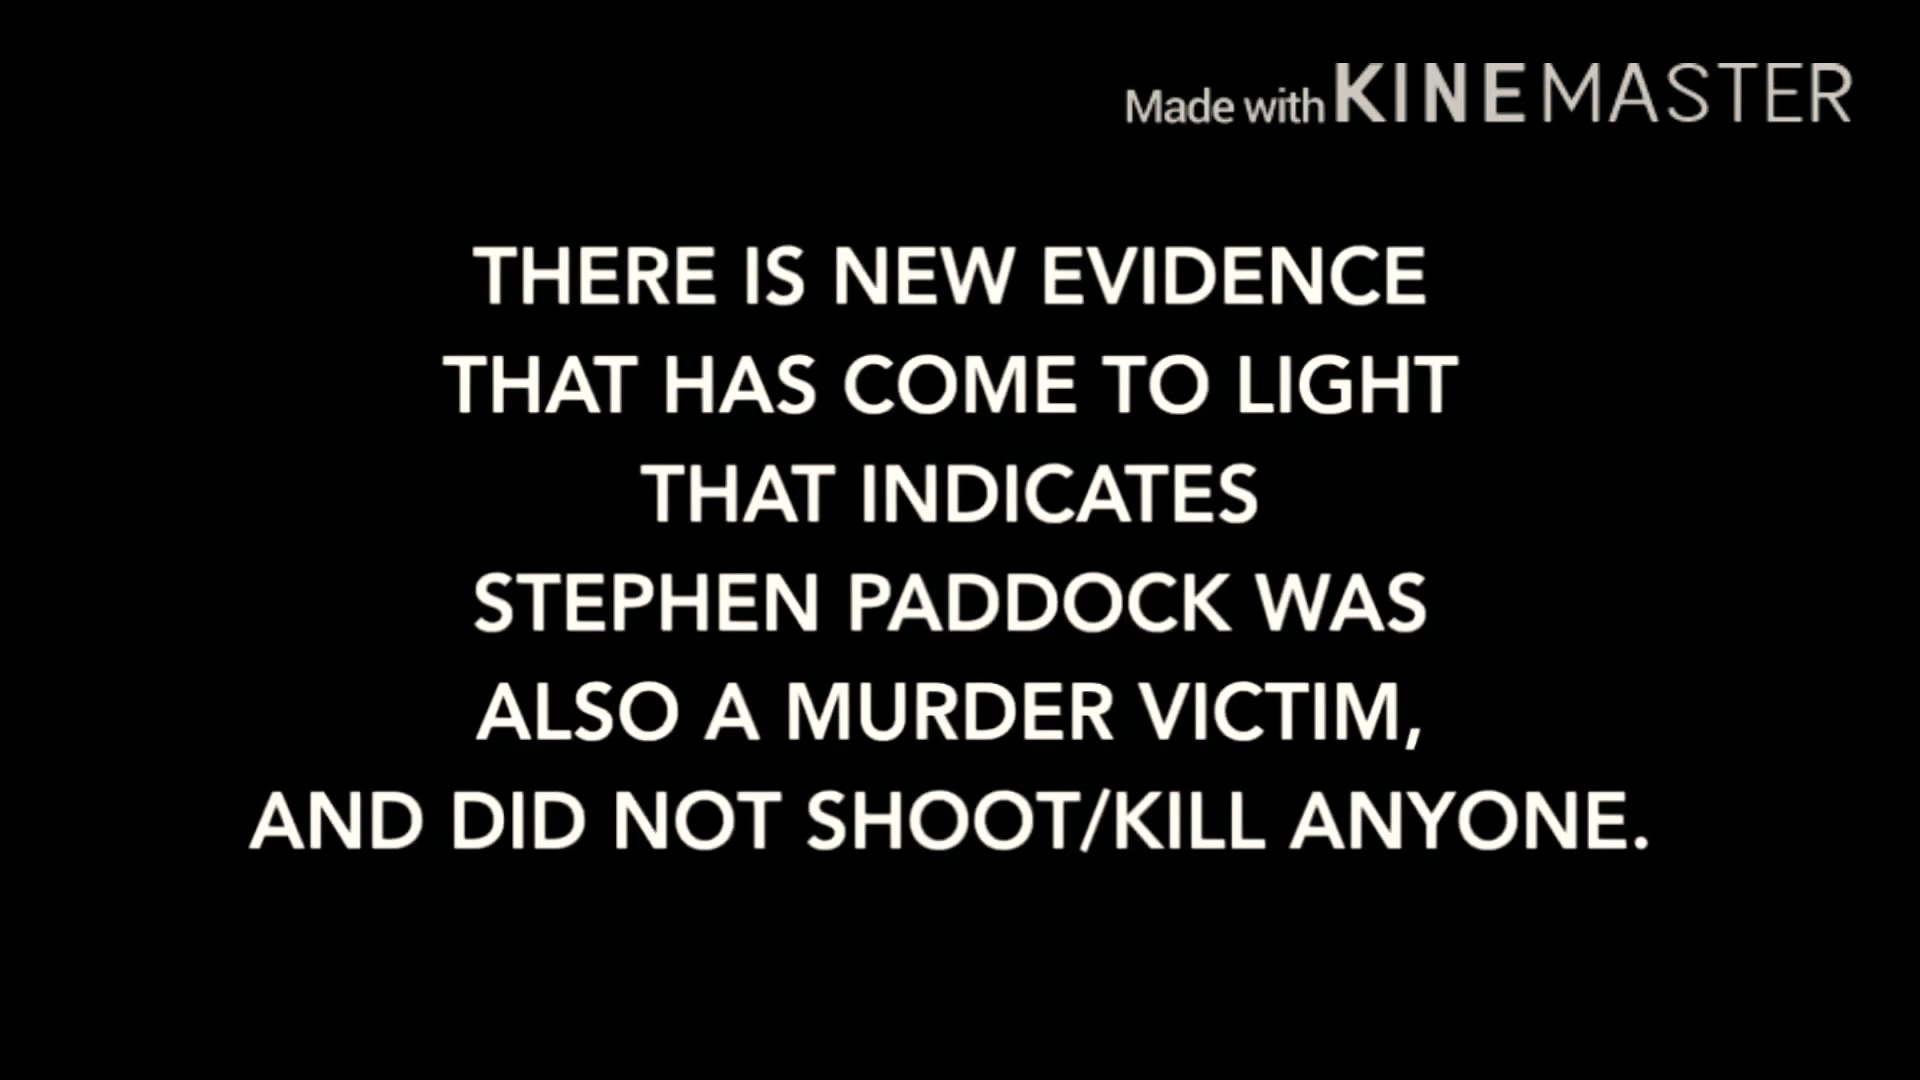 Made with KINEMASTER
THERE IS NEW EVIDENCE
THAT HAS COME TO LIGHT
THAT INDICATES
STEPHEN PADDOCK WAS
ALSO A MURDER VICTIM,
AND DID NOT SHOOT/KILL ANYONE.